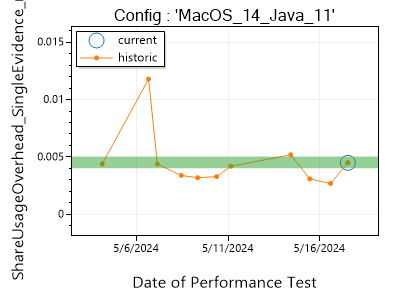 Config : 'MacOS_14_Java_11'
current
historic
0.015
0.01
0.005
0
ShareUsageOverhead_SingleEvidence_
5/6/2024
5/11/2024
5/16/2024
Date of Performance Test